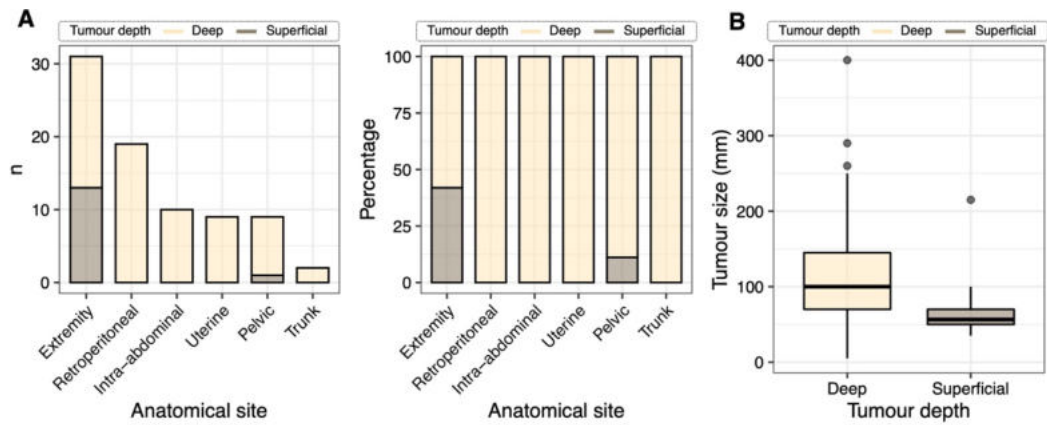 A
Tumour depth Deep Superficial
n
30
20
10
0
Extremity
Retroperitoneal
Intra-abdominal
Uterine
Pelvic
Trunk
Anatomical site
Tumour depth Deep Superficial
Percentage
100
75
50
25
0
Extremity
Retroperitoneal
Intra-abdominal
Uterine
Pelvic
Trunk
Anatomical site
B
Tumour depth Deep Superficial
Tumour size (mm)
400
300
200
100
0
Deep Superficial
Tumour depth